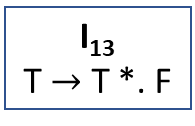 I₁₃
T → T *. F